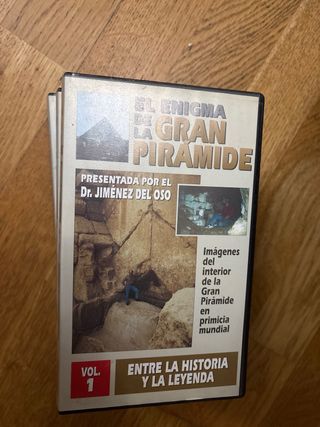 EL ENIGMA
DE LA GRAN
PIRÁMIDE
PRESENTADA POR EL
Dr. JIMÉNEZ DEL OSO
Imágenes
del
interior
de la
Gran
Pirámide
en
primicia
mundial
VOL.
1
ENTRE LA HISTORIA
Y LA LEYENDA